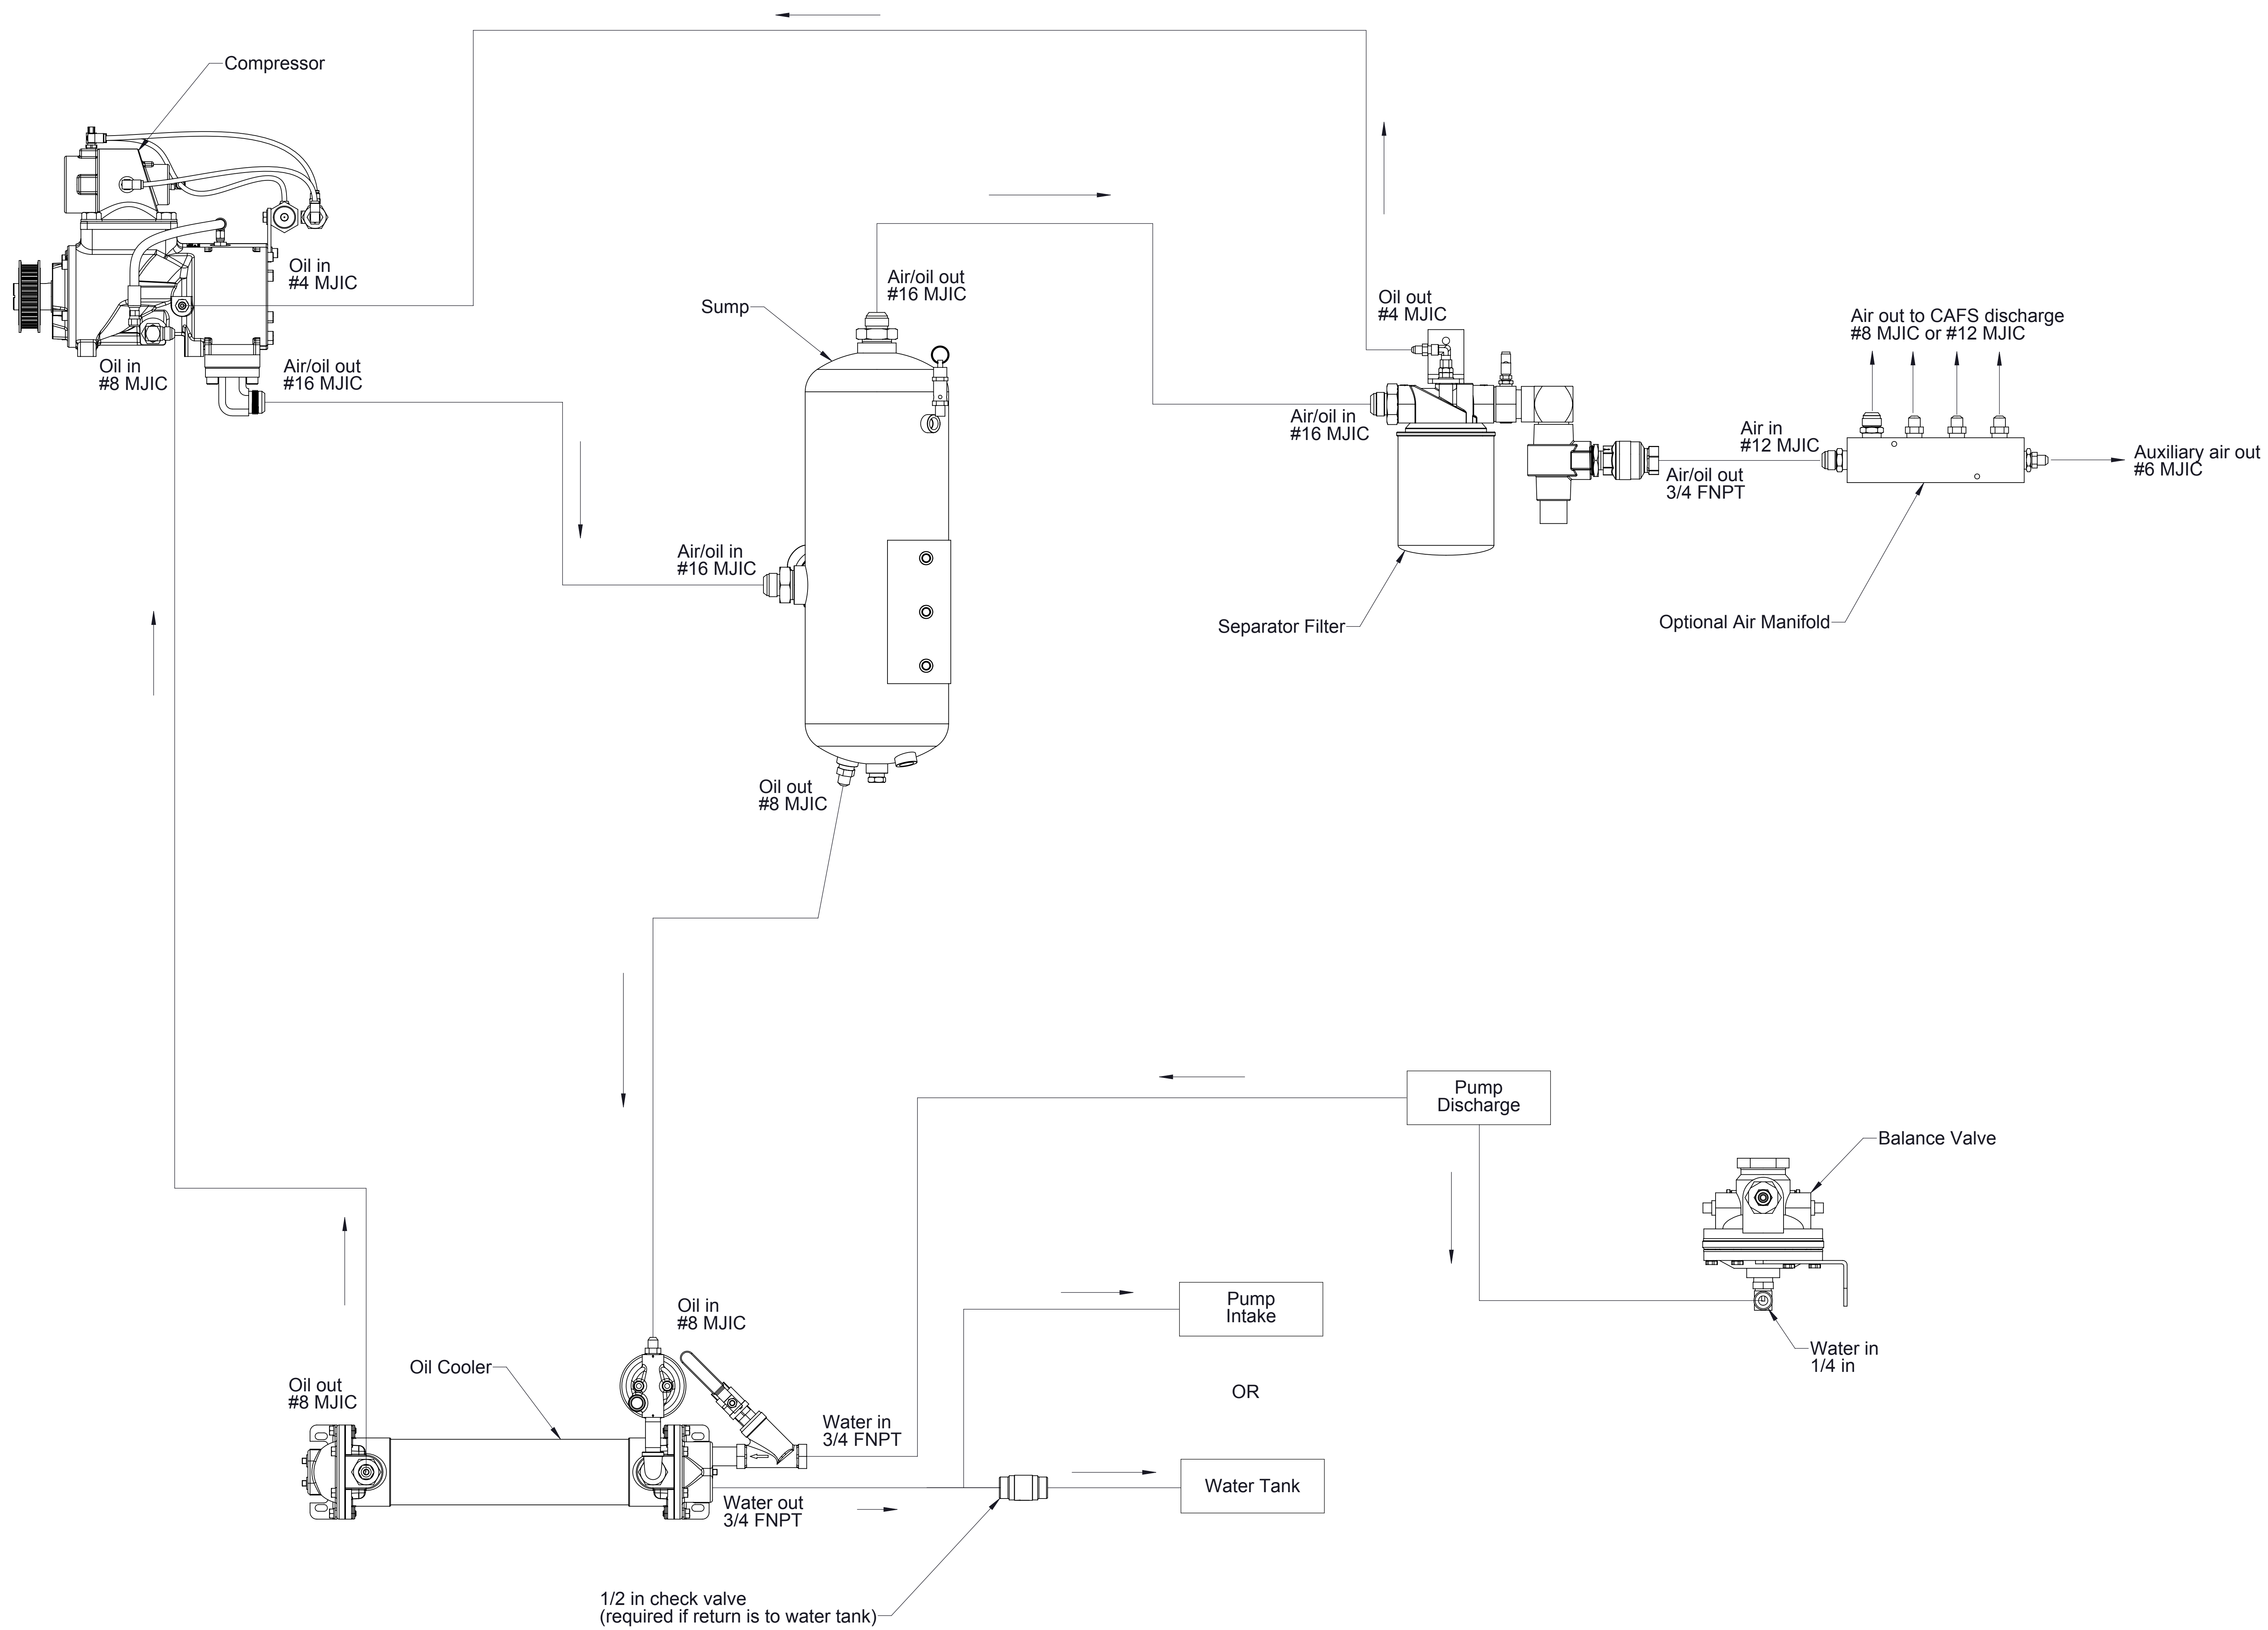 Compressor
Oil in
#4 MJIC
Oil in
#8 MJIC
Air/oil out
#16 MJIC
Sump
Air/oil out
#16 MJIC
Air/oil in
#16 MJIC
Oil out
#8 MJIC
Oil out
#4 MJIC
Air/oil in
#16 MJIC
Separator Filter
Air/oil out
3/4 FNPT
Air in
#12 MJIC
Air out to CAFS discharge
#8 MJIC or #12 MJIC
Auxiliary air out
#6 MJIC
Optional Air Manifold
Pump
Discharge
Balance Valve
Water in
1/4 in
Pump
Intake
OR
Water Tank
Oil in
#8 MJIC
Oil Cooler
Oil out
#8 MJIC
Water in
3/4 FNPT
Water out
3/4 FNPT
1/2 in check valve
(required if return is to water tank)